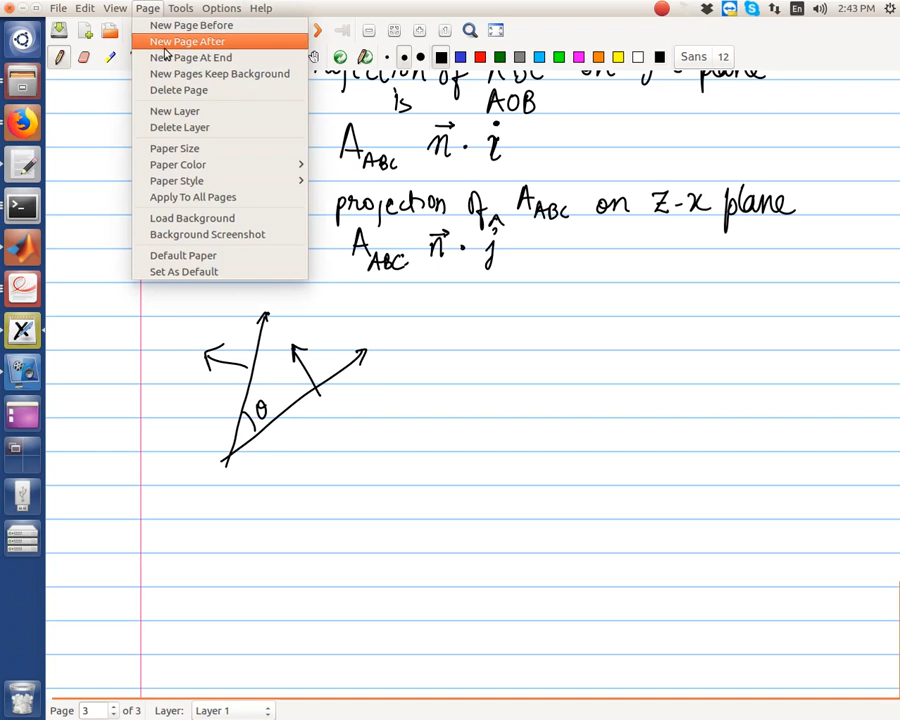 File Edit View Page Tools Options Help
En 2:43 PM
New Page Before
New Page After
New Page At End
New Pages Keep Background
Delete Page
New Layer
Delete Layer
Paper Size
Paper Color
Paper Style
Apply To All Pages
Load Background
Background Screenshot
Default Paper
Set As Default
Sans 12
is AOB
A_ABC n⃗ · i
projection of A_ABC on z-x plane
A_ABC n⃗ · ĵ
θ
Page 3 of 3 Layer: Layer 1